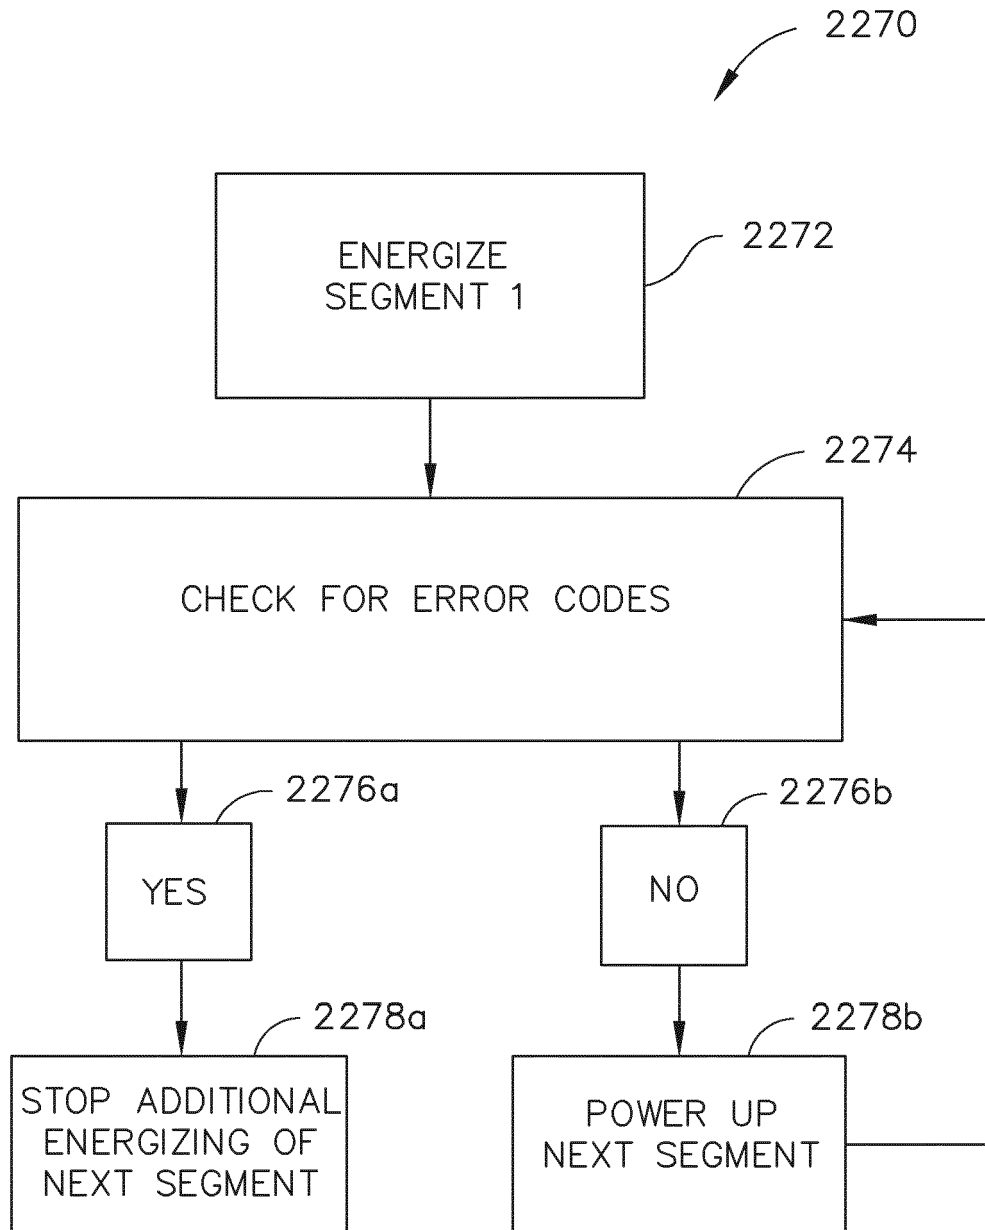 2270
ENERGIZE
SEGMENT 1
2272
2274
CHECK FOR ERROR CODES
2276a
2276b
YES
NO
2278a
2278b
STOP ADDITIONAL
ENERGIZING OF
NEXT SEGMENT
POWER UP
NEXT SEGMENT